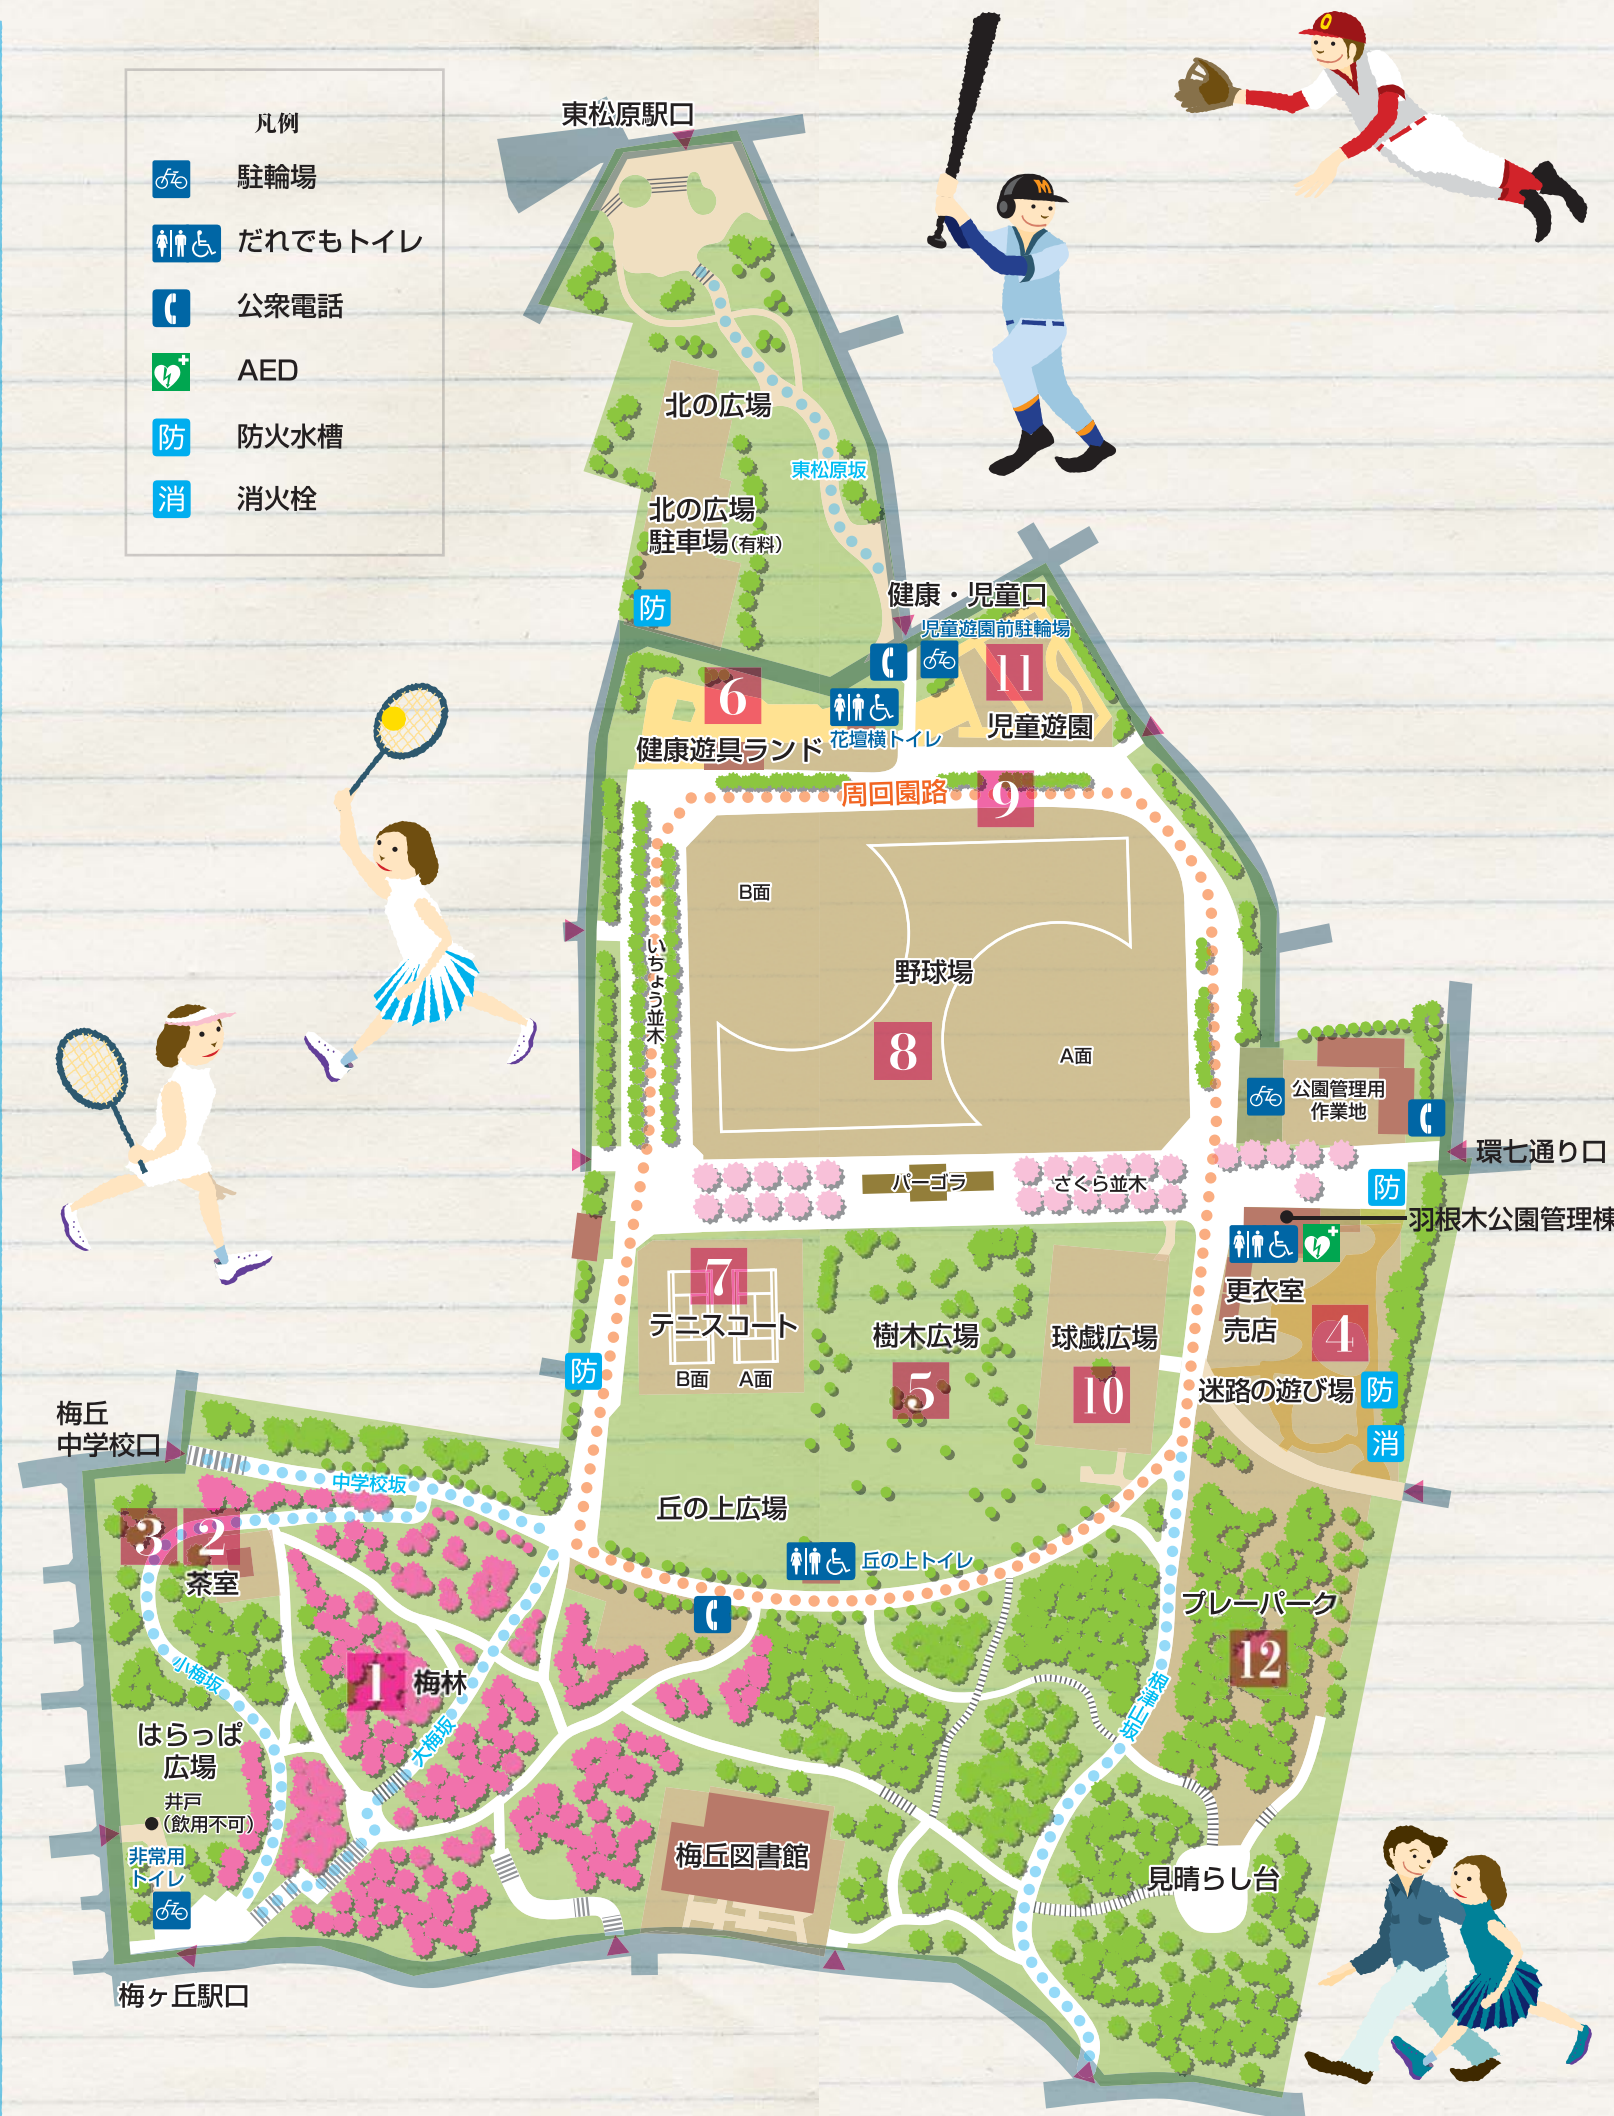 凡例
駐輪場
だれでもトイレ
公衆電話
AED
防 防火水槽
消 消火栓
O
M
東松原駅口
北の広場
東松原坂
北の広場
駐車場(有料)
防
健康・児童口
児童遊園前駐輪場
11
児童遊園
6
健康遊具ランド
花壇横トイレ
周回園路
9
B面
いちょう並木
野球場
8
A面
公園管理用
作業地
環七通り口
パーゴラ
さくら並木
防
羽根木公園管理棟
更衣室
売店
4
迷路の遊び場
防
消
7
テニスコート
B面
A面
防
樹木広場
5
球戯広場
10
梅丘
中学校口
中学校坂
3
2
茶室
丘の上広場
丘の上トイレ
プレーパーク
12
根津山坂
1
梅林
小梅坂
大梅坂
はらっぱ
広場
井戸
(飲用不可)
非常用
トイレ
梅丘図書館
見晴らし台
梅ヶ丘駅口